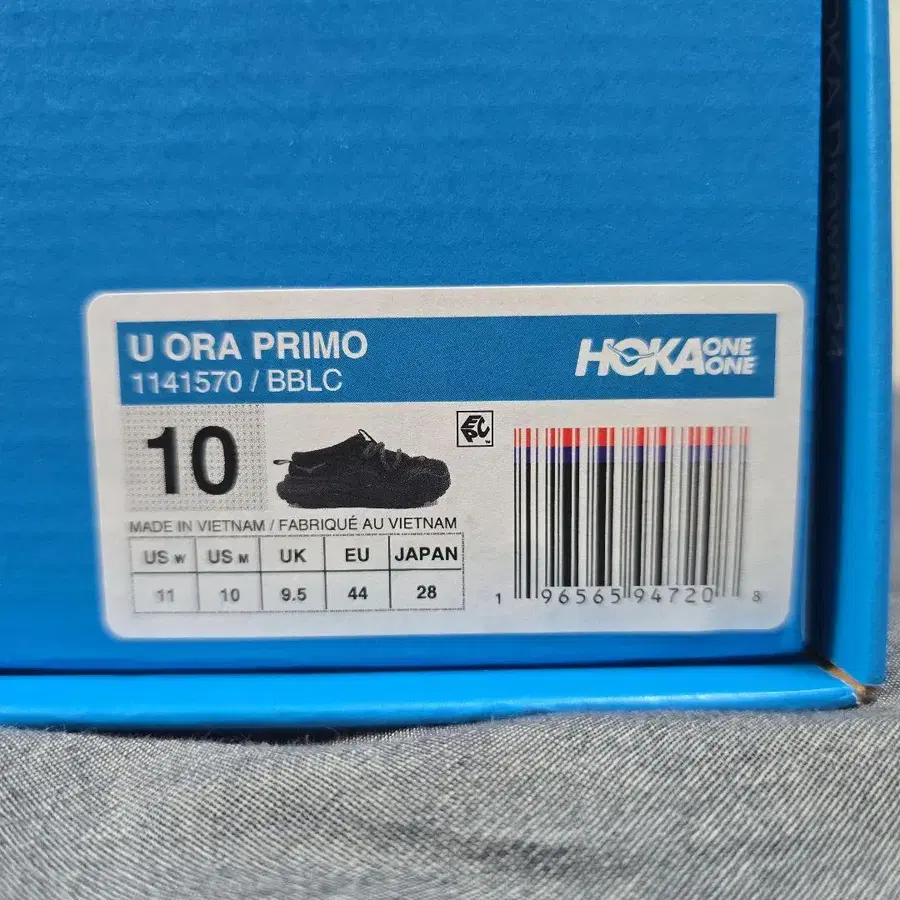 U ORA PRIMO
1141570 / BBLC
HOKA ONE ONE
10
EPC
MADE IN VIETNAM / FABRIQUÉ AU VIETNAM
US W US M UK EU JAPAN
11 10 9.5 44 28
1 96565 94720 8